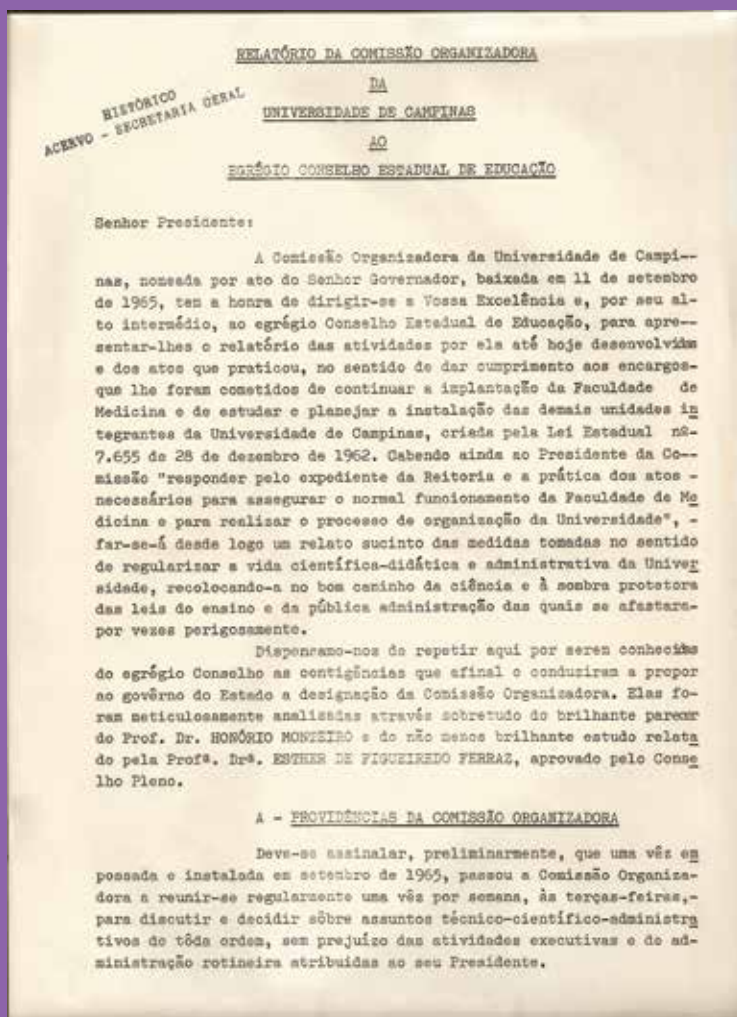 RELATÓRIO DA COMISSÃO ORGANIZADORA
DA
UNIVERSIDADE DE CAMPINAS
AO
EGRÉGIO CONSELHO ESTADUAL DE EDUCAÇÃO
HISTÓRICO
ACERVO - SECRETARIA GERAL
Senhor Presidente:
A Comissão Organizadora da Universidade de Campi--
nas, nomeada por ato do Senhor Governador, baixada em 11 de setembro
de 1965, tem a honra de dirigir-se a Vossa Excelência e, por seu al-
to intermédio, ao egrégio Conselho Estadual de Educação, para apre--
sentar-lhes o relatório das atividades por ela até hoje desenvolvidas
e dos atos que praticou, no sentido de dar cumprimento aos encargos-
que lhe foram cometidos de continuar a implantação da Faculdade de
Medicina e de estudar e planejar a instalação das demais unidades in
tegrantes da Universidade de Campinas, criada pela Lei Estadual nº-
7.655 de 28 de dezembro de 1962. Cabendo ainda ao Presidente da Co--
missão "responder pelo expediente da Reitoria e a prática dos atos -
necessários para assegurar o normal funcionamento da Faculdade de Me
dicina e para realizar o processo de organização da Universidade", -
far-se-á desde logo um relato sucinto das medidas tomadas no sentido
de regularizar a vida científica-didática e administrativa da Univer
sidade, recolocando-a no bom caminho da ciência e à sombra protetora
das leis do ensino e da pública administração das quais se afastara-
por vezes perigosamente.
Dispensamo-nos de repetir aqui por serem conhecidas
do egrégio Conselho as contigências que afinal o conduziram a propor
ao govêrno do Estado a designação da Comissão Organizadora. Elas fo-
ram meticulosamente analisadas através sobretudo do brilhante parecer
do Prof. Dr. HONÓRIO MONTEIRO e do não menos brilhante estudo relata
do pela Profª. Drª. ESTHER DE FIGUEIREDO FERRAZ, aprovado pelo Conse
lho Pleno.
A - PROVIDÊNCIAS DA COMISSÃO ORGANIZADORA
Deve-se assinalar, preliminarmente, que uma vês em
possada e instalada em setembro de 1965, passou a Comissão Organiza-
dora a reunir-se regularmente uma vês por semana, às terças-feiras,-
para discutir e decidir sôbre assuntos técnico-científico-administra
tivos de tôda ordem, sem prejuízo das atividades executivas e de ad-
ministração rotineira atribuidas ao seu Presidente.